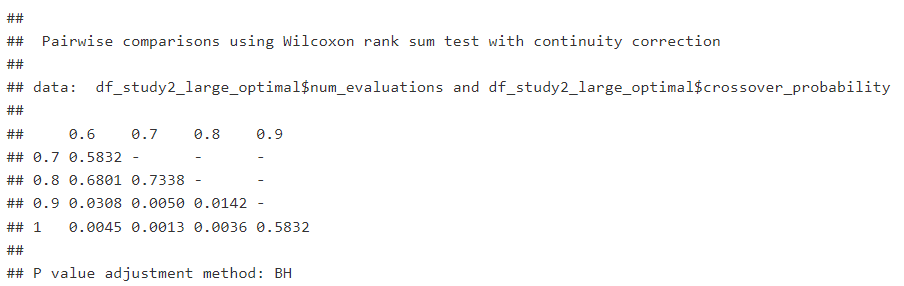 ##
##  Pairwise comparisons using Wilcoxon rank sum test with continuity correction
##
## data:  df_study2_large_optimal$num_evaluations and df_study2_large_optimal$crossover_probability
##
##     0.6    0.7    0.8    0.9
## 0.7 0.5832 -      -      -
## 0.8 0.6801 0.7338 -      -
## 0.9 0.0308 0.0050 0.0142 -
## 1   0.0045 0.0013 0.0036 0.5832
##
## P value adjustment method: BH